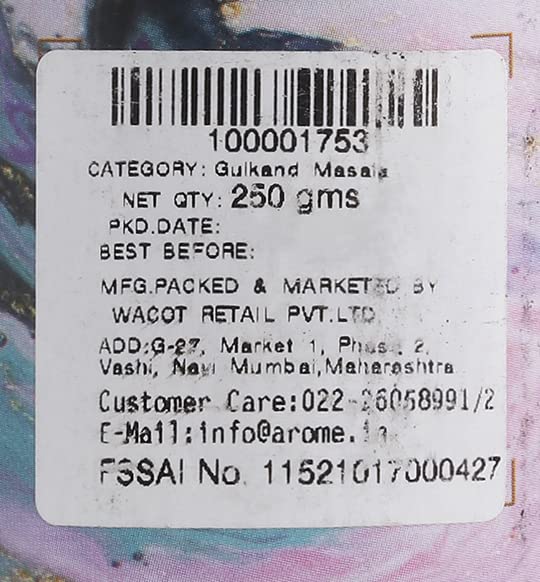 100001753
CATEGORY: Gulkand Masala
NET QTY: 250 gms
PKD.DATE:
BEST BEFORE:
MFG.PACKED & MARKETED BY
WACOT RETAIL PVT.LTD
ADD:G-27, Market 1, Phase, 2,
Vashi, Navi Mumbai,Maharashtra
Customer Care:022-26058991/2
E-Mail:info@arome.in
FSSAI No. 11521017000427